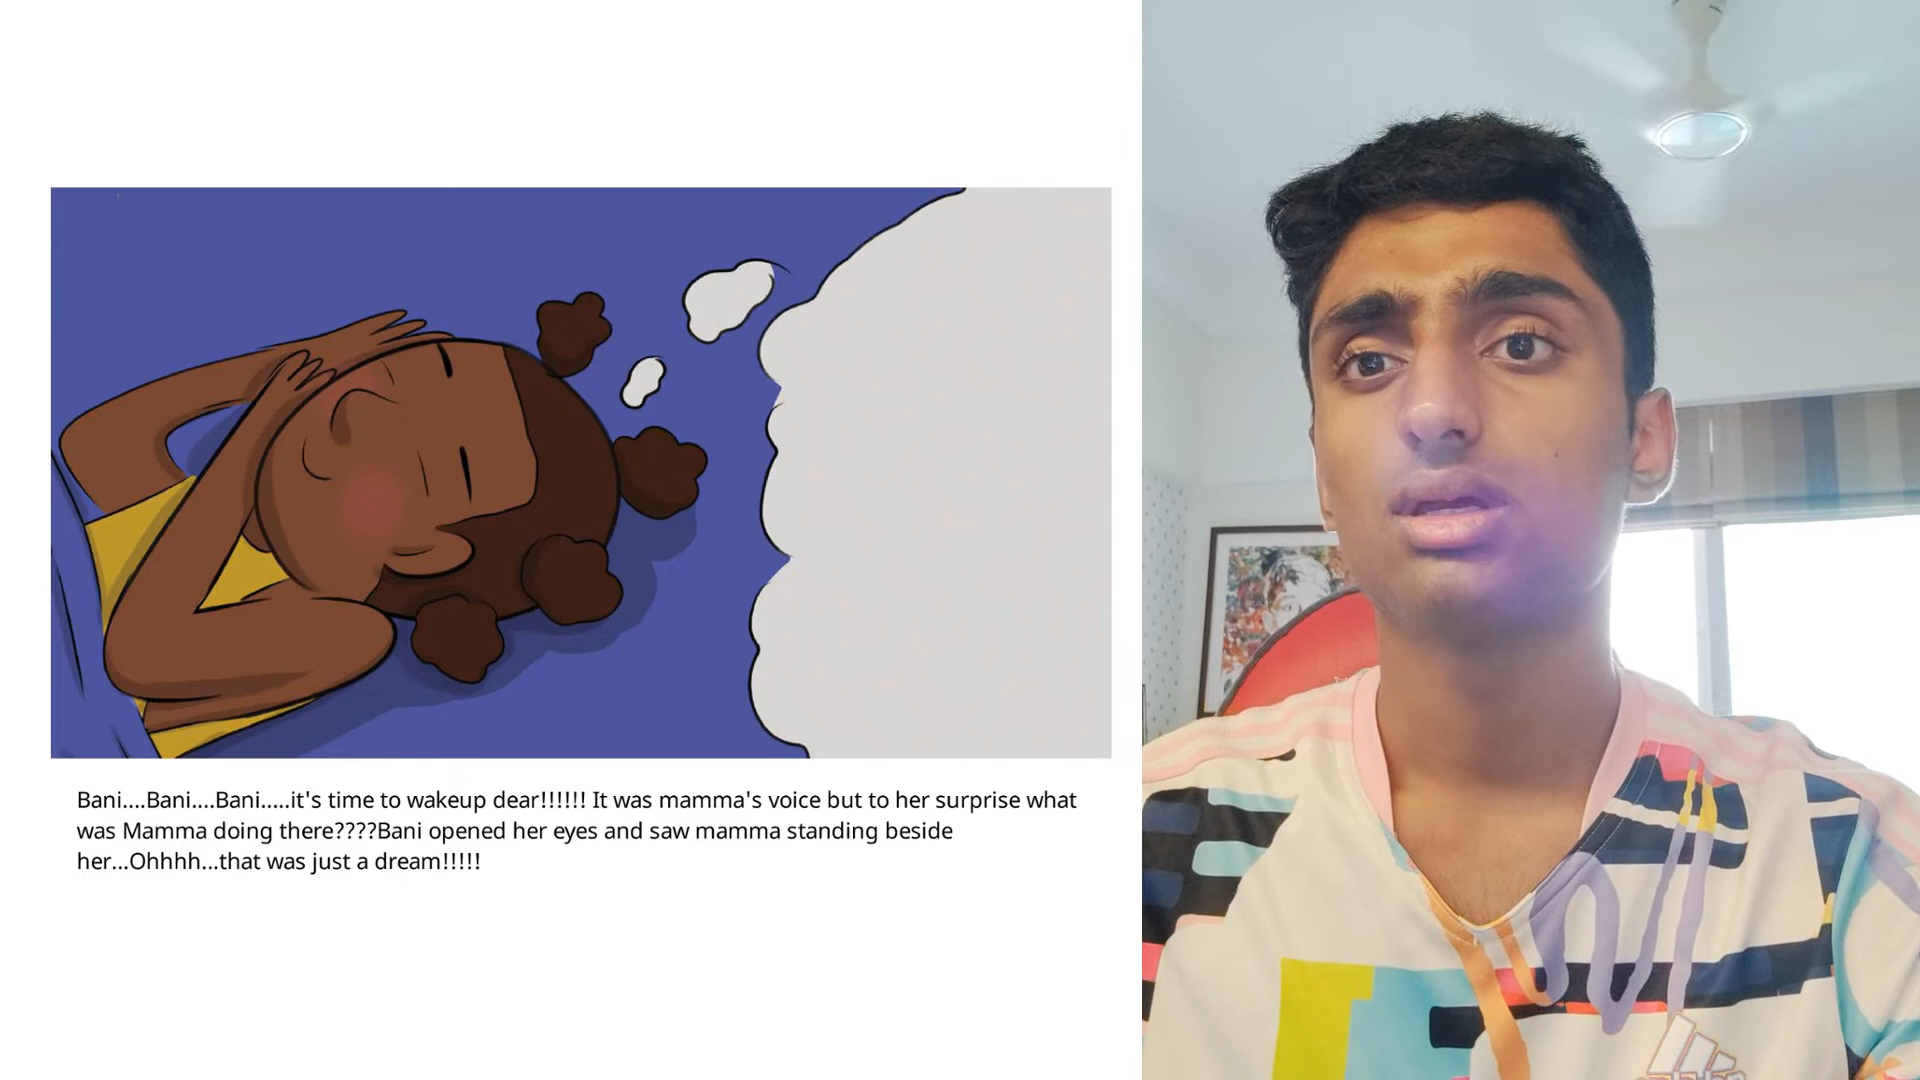 Bani....Bani....Bani.....it's time to wakeup dear!!!!!! It was mamma's voice but to her surprise what
was Mamma doing there????Bani opened her eyes and saw mamma standing beside
her...Ohhhh...that was just a dream!!!!!